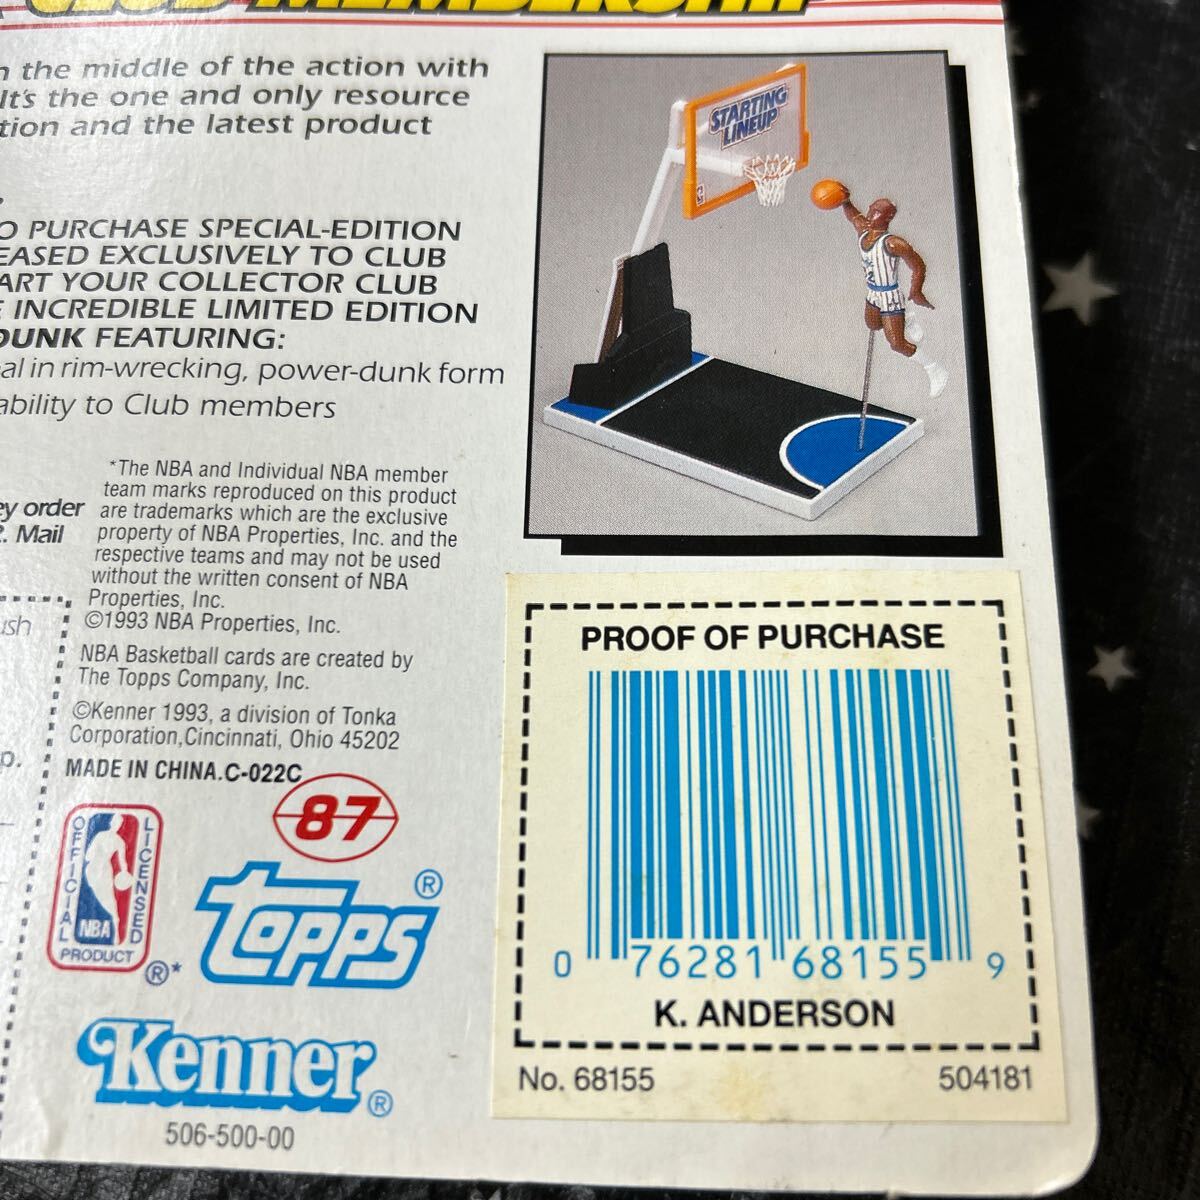 CLUB MEMBERSHIP
in the middle of the action with
It's the one and only resource
tion and the latest product
O PURCHASE SPECIAL-EDITION
EASED EXCLUSIVELY TO CLUB
ART YOUR COLLECTOR CLUB
E INCREDIBLE LIMITED EDITION
DUNK FEATURING:
al in rim-wrecking, power-dunk form
ability to Club members
STARTING
LINEUP
*The NBA and Individual NBA member
team marks reproduced on this product
are trademarks which are the exclusive
property of NBA Properties, Inc. and the
respective teams and may not be used
without the written consent of NBA
Properties, Inc.
©1993 NBA Properties, Inc.
ey order
. Mail
ush
p.
NBA Basketball cards are created by
The Topps Company, Inc.
©Kenner 1993, a division of Tonka
Corporation,Cincinnati, Ohio 45202
MADE IN CHINA.C-022C
87
OFFICIAL
LICENSED
NBA
PRODUCT
®*
TOPPS®
Kenner®
506-500-00
PROOF OF PURCHASE
0 76281 68155 9
K. ANDERSON
No. 68155 504181